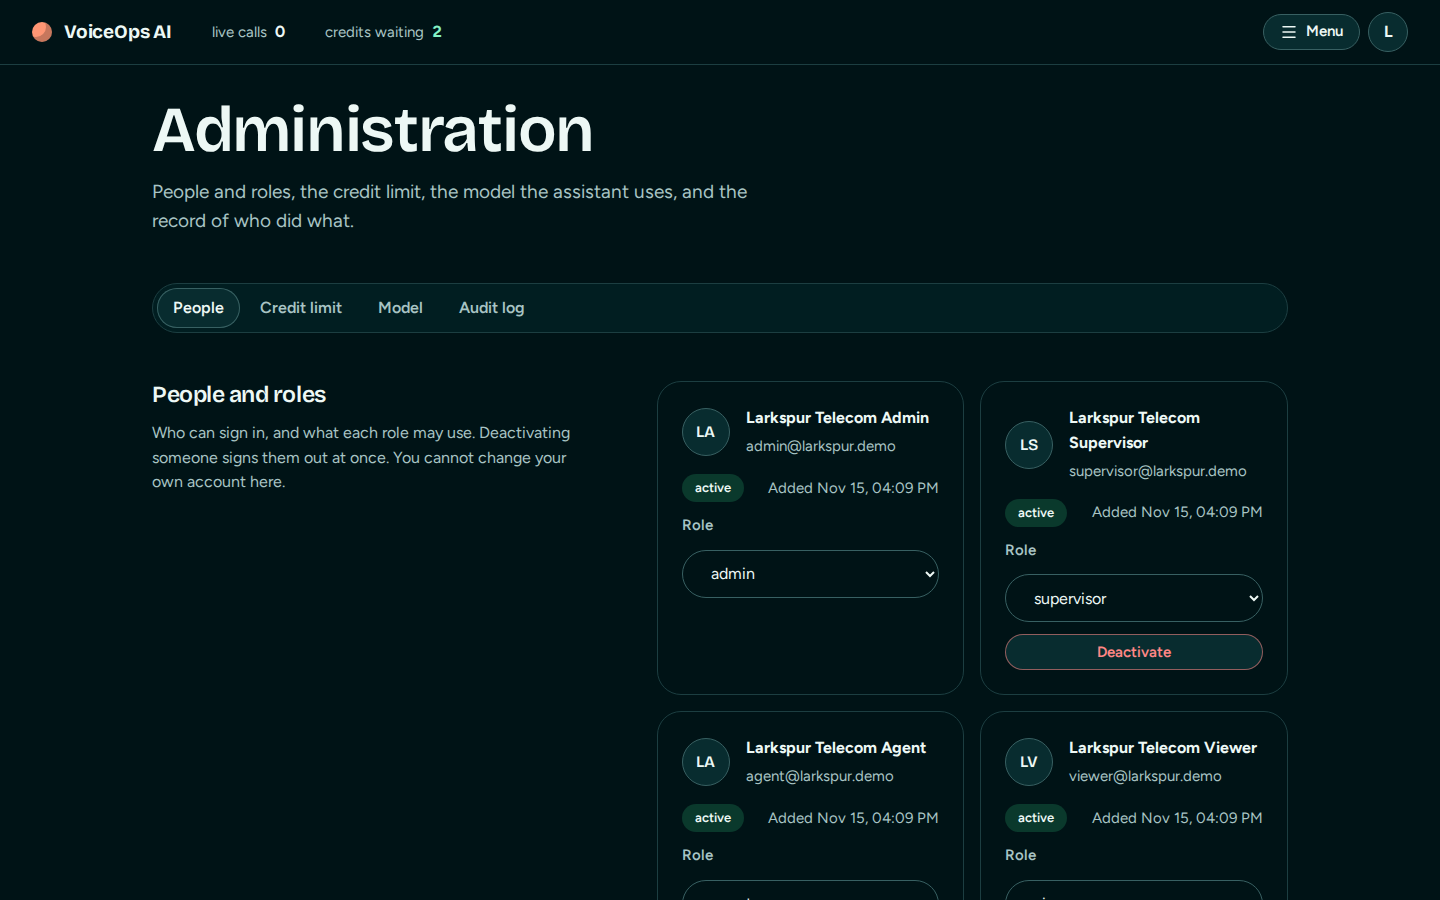 VoiceOps AI
live calls 0
credits waiting 2
Menu
L
Administration
People and roles, the credit limit, the model the assistant uses, and the
record of who did what.
People
Credit limit
Model
Audit log
People and roles
Who can sign in, and what each role may use. Deactivating
someone signs them out at once. You cannot change your
own account here.
LA
Larkspur Telecom Admin
admin@larkspur.demo
active
Added Nov 15, 04:09 PM
Role
admin
LS
Larkspur Telecom
Supervisor
supervisor@larkspur.demo
active
Added Nov 15, 04:09 PM
Role
supervisor
Deactivate
LA
Larkspur Telecom Agent
agent@larkspur.demo
active
Added Nov 15, 04:09 PM
Role
LV
Larkspur Telecom Viewer
viewer@larkspur.demo
active
Added Nov 15, 04:09 PM
Role